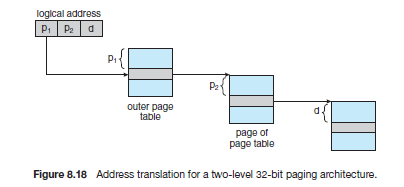 logical address
p₁ p₂ d
p₁
p₂
d
outer page
table
page of
page table
Figure 8.18 Address translation for a two-level 32-bit paging architecture.